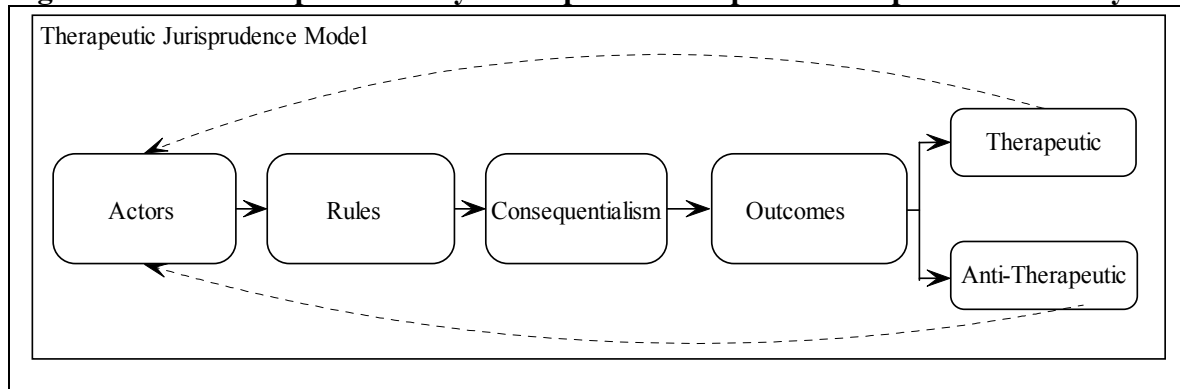 Therapeutic Jurisprudence Model
Therapeutic
Actors
Rules
Consequentialism
Outcomes
Anti-Therapeutic